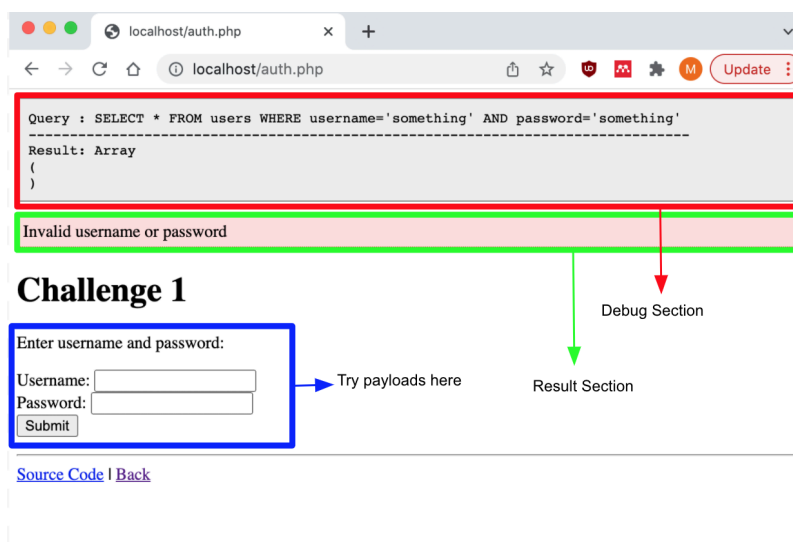 localhost/auth.php
localhost/auth.php
M
Update
Query : SELECT * FROM users WHERE username='something' AND password='something'
--------------------------------------------------------------------------------
Result: Array
(
)
Invalid username or password
Challenge 1
Debug Section
Enter username and password:
Username:
Try payloads here
Result Section
Password:
Submit
Source Code | Back